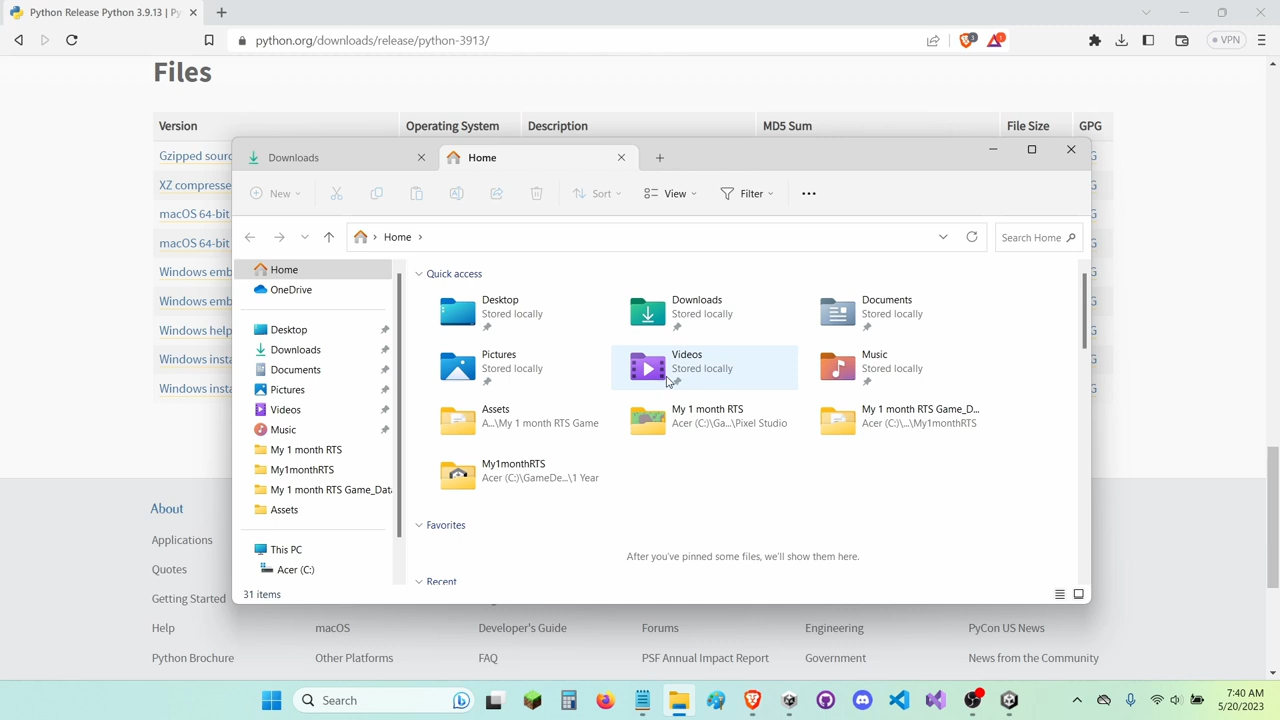 Python Release Python 3.9.13 | Py
python.org/downloads/release/python-3913/
3
1
VPN
Files
Version Operating System Description MD5 Sum File Size GPG
Gzipped sour
XZ compresse
macOS 64-bit
macOS 64-bit
Windows emb
Windows emb
Windows help
Windows insta
Windows insta
G
G
G
G
G
G
G
G
Downloads
Home
New
Sort
View
Filter
Home
Search Home
Home
OneDrive
Desktop
Downloads
Documents
Pictures
Videos
Music
My 1 month RTS
My1monthRTS
My 1 month RTS Game_Dat
Assets
This PC
Acer (C:)
Quick access
Desktop
Stored locally
Downloads
Stored locally
Documents
Stored locally
Pictures
Stored locally
Videos
Stored locally
Music
Stored locally
Assets
A...\My 1 month RTS Game
My 1 month RTS
Acer (C:)\Ga...\Pixel Studio
My 1 month RTS Game_D...
Acer (C:)\...\My1monthRTS
My1monthRTS
Acer (C:)\GameDe...\1 Year
Favorites
After you've pinned some files, we'll show them here.
Recent
31 items
About
Applications
Quotes
Getting Started
Help macOS Developer's Guide Forums Engineering PyCon US News
Python Brochure Other Platforms FAQ PSF Annual Impact Report Government News from the Community
Search
7:40 AM
5/20/2023